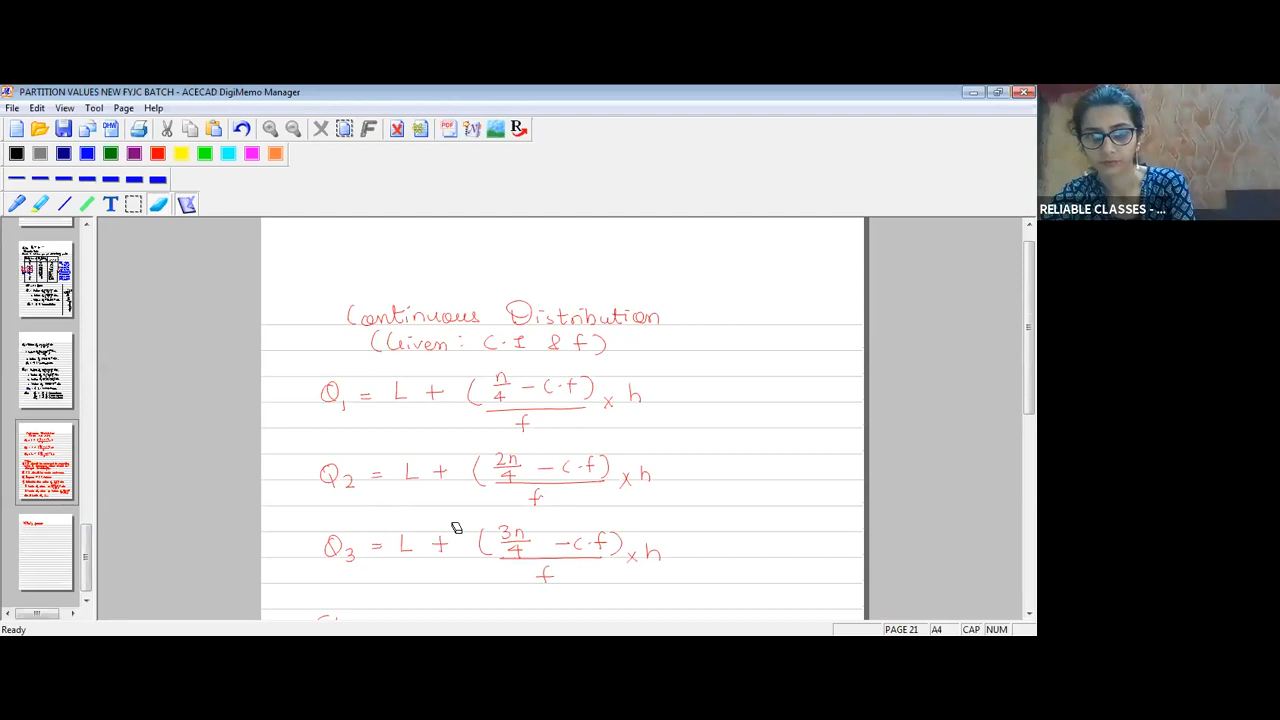 PARTITION VALUES NEW FYJC BATCH - ACECAD DigiMemo Manager
File Edit View Tool Page Help
RELIABLE CLASSES - ...
Continuous Distribution
(Given : C.I & f)
Q1 = L + (n/4 - c.f)/f × h
Q2 = L + (2n/4 - c.f)/f × h
Q3 = L + (3n/4 - c.f)/f × h
Ready PAGE 21 A4 CAP NUM